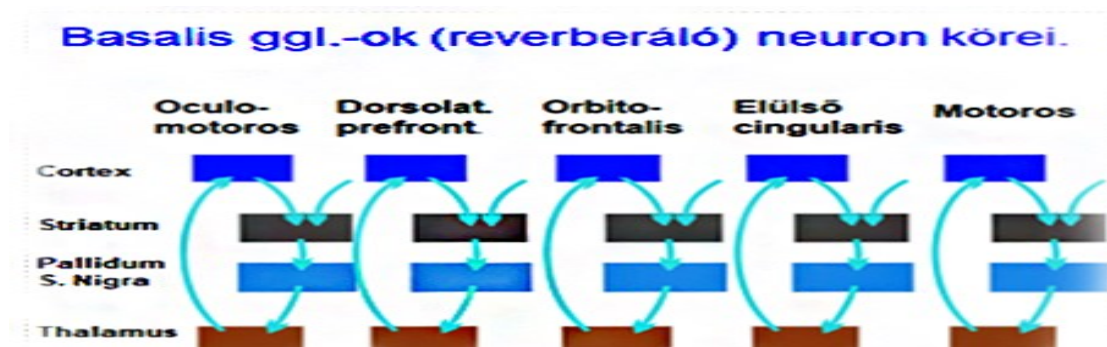 Basalis ggl.-ok (reverberáló) neuron körei.
Oculo-
motoros
Dorsolat.
prefront.
Orbito-
frontalis
Elülső
cingularis
Motoros
Cortex
Striatum
Pallidum
S. Nigra
Thalamus